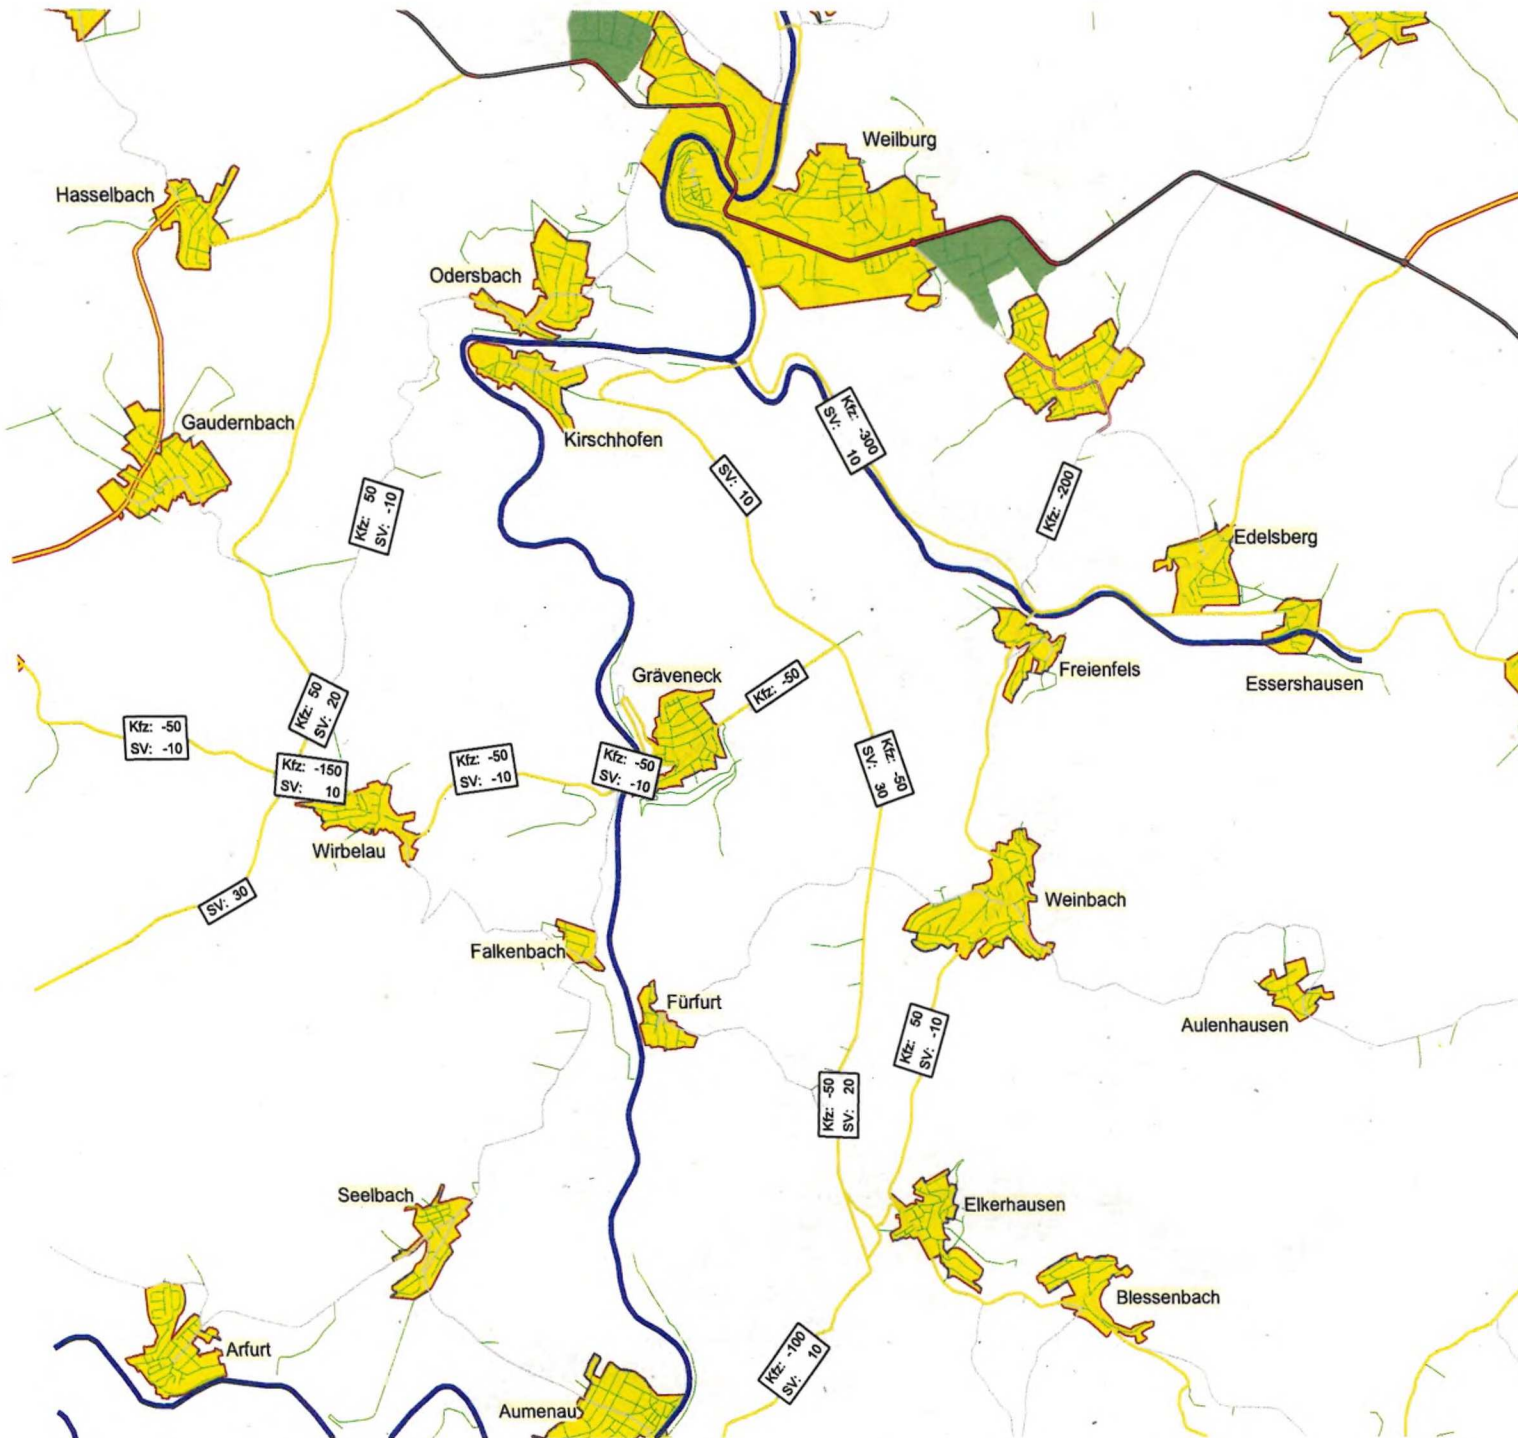 Weilburg
Hasselbach
Odersbach
Gaudernbach
Kirschhofen
Kfz: -300
SV: 10
SV: 10
Kfz: 50
SV: -10
Kfz: -200
Edelsberg
Freienfels
Essershausen
Gräveneck
Kfz: -50
Kfz: 50
SV: 20
Kfz: -50
SV: -10
Kfz: -150
SV: 10
Kfz: -50
SV: -10
Kfz: -50
SV: -10
Kfz: -50
SV: 30
Wirbelau
SV: 30
Weinbach
Falkenbach
Fürfurt
Aulenhausen
Kfz: 50
SV: -10
Kfz: -50
SV: 20
Seelbach
Elkerhausen
Blessenbach
Arfurt
Kfz: -100
SV: 10
Aumenau